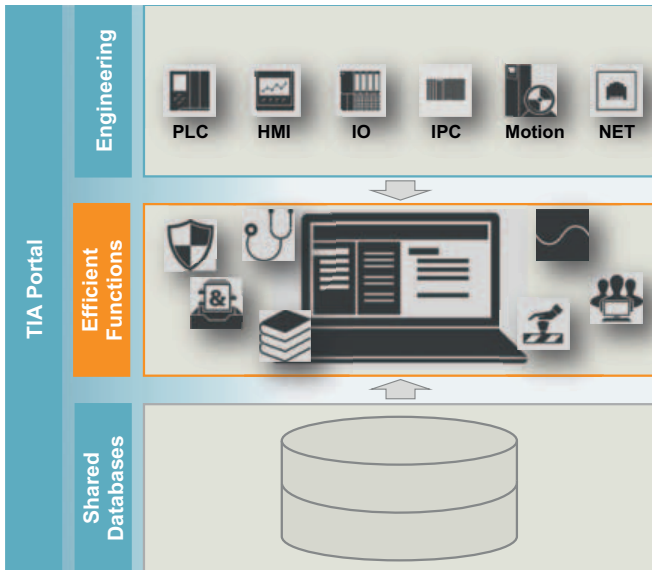 TIA Portal
Engineering
PLC
HMI
IO
IPC
Motion
NET
Efficient
Functions
&
Shared
Databases